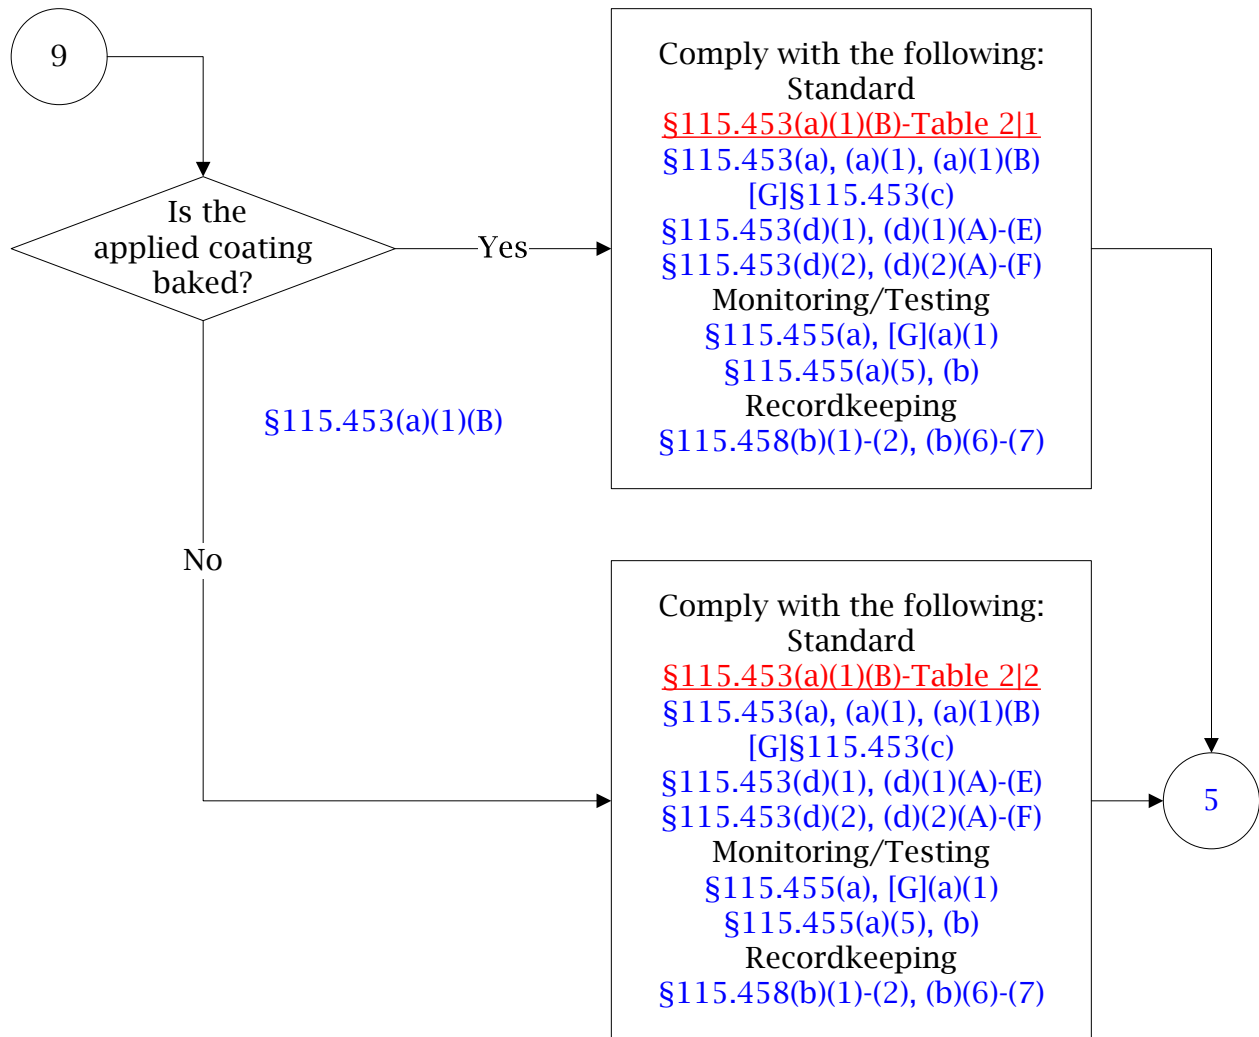 9
Is the
applied coating
baked?
Yes
§115.453(a)(1)(B)
No
Comply with the following:
Standard
§115.453(a)(1)(B)-Table 2|1
§115.453(a), (a)(1), (a)(1)(B)
[G]§115.453(c)
§115.453(d)(1), (d)(1)(A)-(E)
§115.453(d)(2), (d)(2)(A)-(F)
Monitoring/Testing
§115.455(a), [G](a)(1)
§115.455(a)(5), (b)
Recordkeeping
§115.458(b)(1)-(2), (b)(6)-(7)
Comply with the following:
Standard
§115.453(a)(1)(B)-Table 2|2
§115.453(a), (a)(1), (a)(1)(B)
[G]§115.453(c)
§115.453(d)(1), (d)(1)(A)-(E)
§115.453(d)(2), (d)(2)(A)-(F)
Monitoring/Testing
§115.455(a), [G](a)(1)
§115.455(a)(5), (b)
Recordkeeping
§115.458(b)(1)-(2), (b)(6)-(7)
5